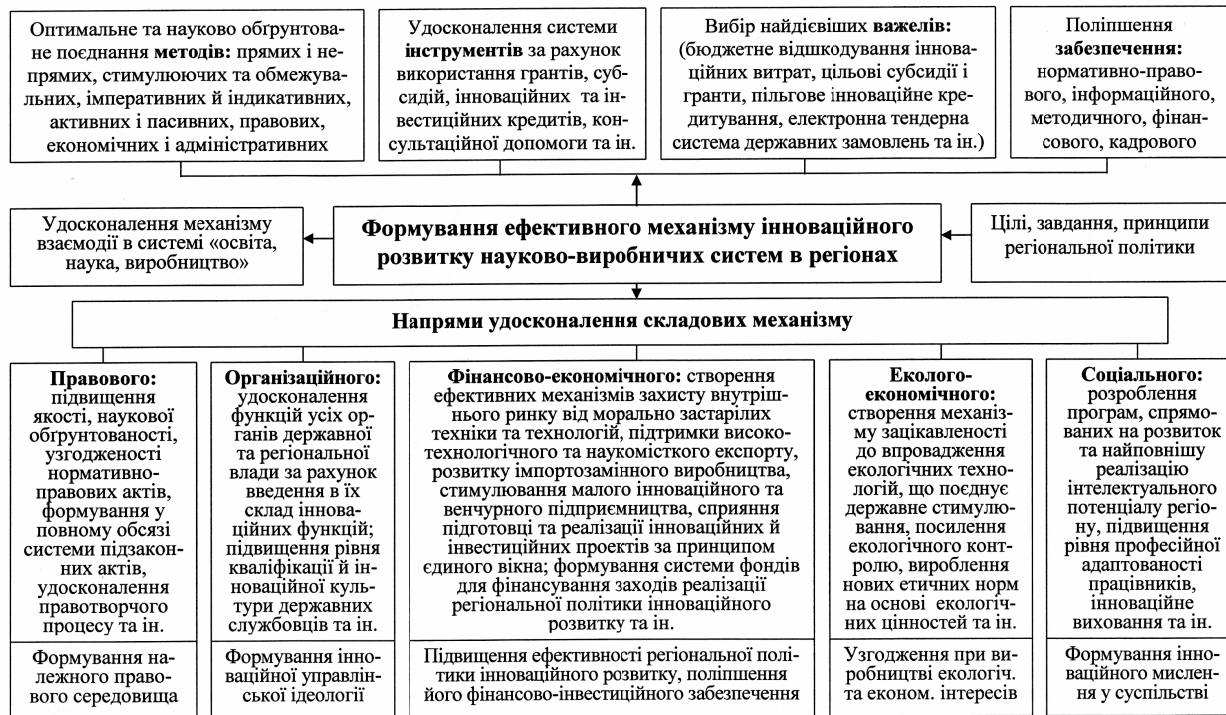 Оптимальне та науково обґрунтова-
не поєднання методів: прямих і не-
прямих, стимулюючих та обмежува-
льних, імперативних й індикативних,
активних і пасивних, правових,
економічних і адміністративних
Удосконалення системи
інструментів за рахунок
використання грантів, суб-
сидій, інноваційних та ін-
вестиційних кредитів, кон-
сультаційної допомоги та ін.
Вибір найдієвіших важелів:
(бюджетне відшкодування іннова-
ційних витрат, цільові субсидії і
гранти, пільгове інноваційне кре-
дитування, електронна тендерна
система державних замовлень та ін.)
Поліпшення
забезпечення:
нормативно-право-
вого, інформаційного,
методичного, фінан-
сового, кадрового
Удосконалення механізму
взаємодії в системі «освіта,
наука, виробництво»
Формування ефективного механізму інноваційного
розвитку науково-виробничих систем в регіонах
Цілі, завдання, принципи
регіональної політики
Напрями удосконалення складових механізму
Правового:
підвищення
якості, наукової
обґрунтованості,
узгодженості
нормативно-
правових актів,
формування у
повному обсязі
системи підзакон-
них актів,
удосконалення
правотворчого
процесу та ін.
Формування на-
лежного право-
вого середовища
Організаційного:
удосконалення
функцій усіх ор-
ганів державної
та регіональної
влади за рахунок
введення в їх
склад іннова-
ційних функцій;
підвищення рівня
кваліфікації й ін-
новаційної куль-
тури державних
службовців та ін.
Формування інно-
ваційної управлін-
ської ідеології
Фінансово-економічного: створення
ефективних механізмів захисту внутріш-
нього ринку від морально застарілих
техніки та технологій, підтримки високо-
технологічного та наукомісткого експорту,
розвитку імпортозамінного виробництва,
стимулювання малого інноваційного та
венчурного підприємництва, сприяння
підготовці та реалізації інноваційних й
інвестиційних проектів за принципом
єдиного вікна; формування системи фондів
для фінансування заходів реалізації
регіональної політики інноваційного
розвитку та ін.
Підвищення ефективності регіональної полі-
тики інноваційного розвитку, поліпшення
його фінансово-інвестиційного забезпечення
Еколого-
економічного:
створення механіз-
му зацікавленості
до впровадження
екологічних техно-
логій, що поєднує
державне стимулю-
вання, посилення
екологічного конт-
ролю, вироблення
нових етичних норм
на основі екологіч-
них цінностей та ін.
Узгодження при ви-
робництві екологіч.
та економ. інтересів
Соціального:
розроблення
програм, спрямо-
ваних на розвиток
та найповнішу
реалізацію
інтелектуального
потенціалу регіо-
ну, підвищення
рівня професійної
адаптованості
працівників,
інноваційне
виховання та ін.
Формування інно-
ваційного мислен-
ня у суспільстві